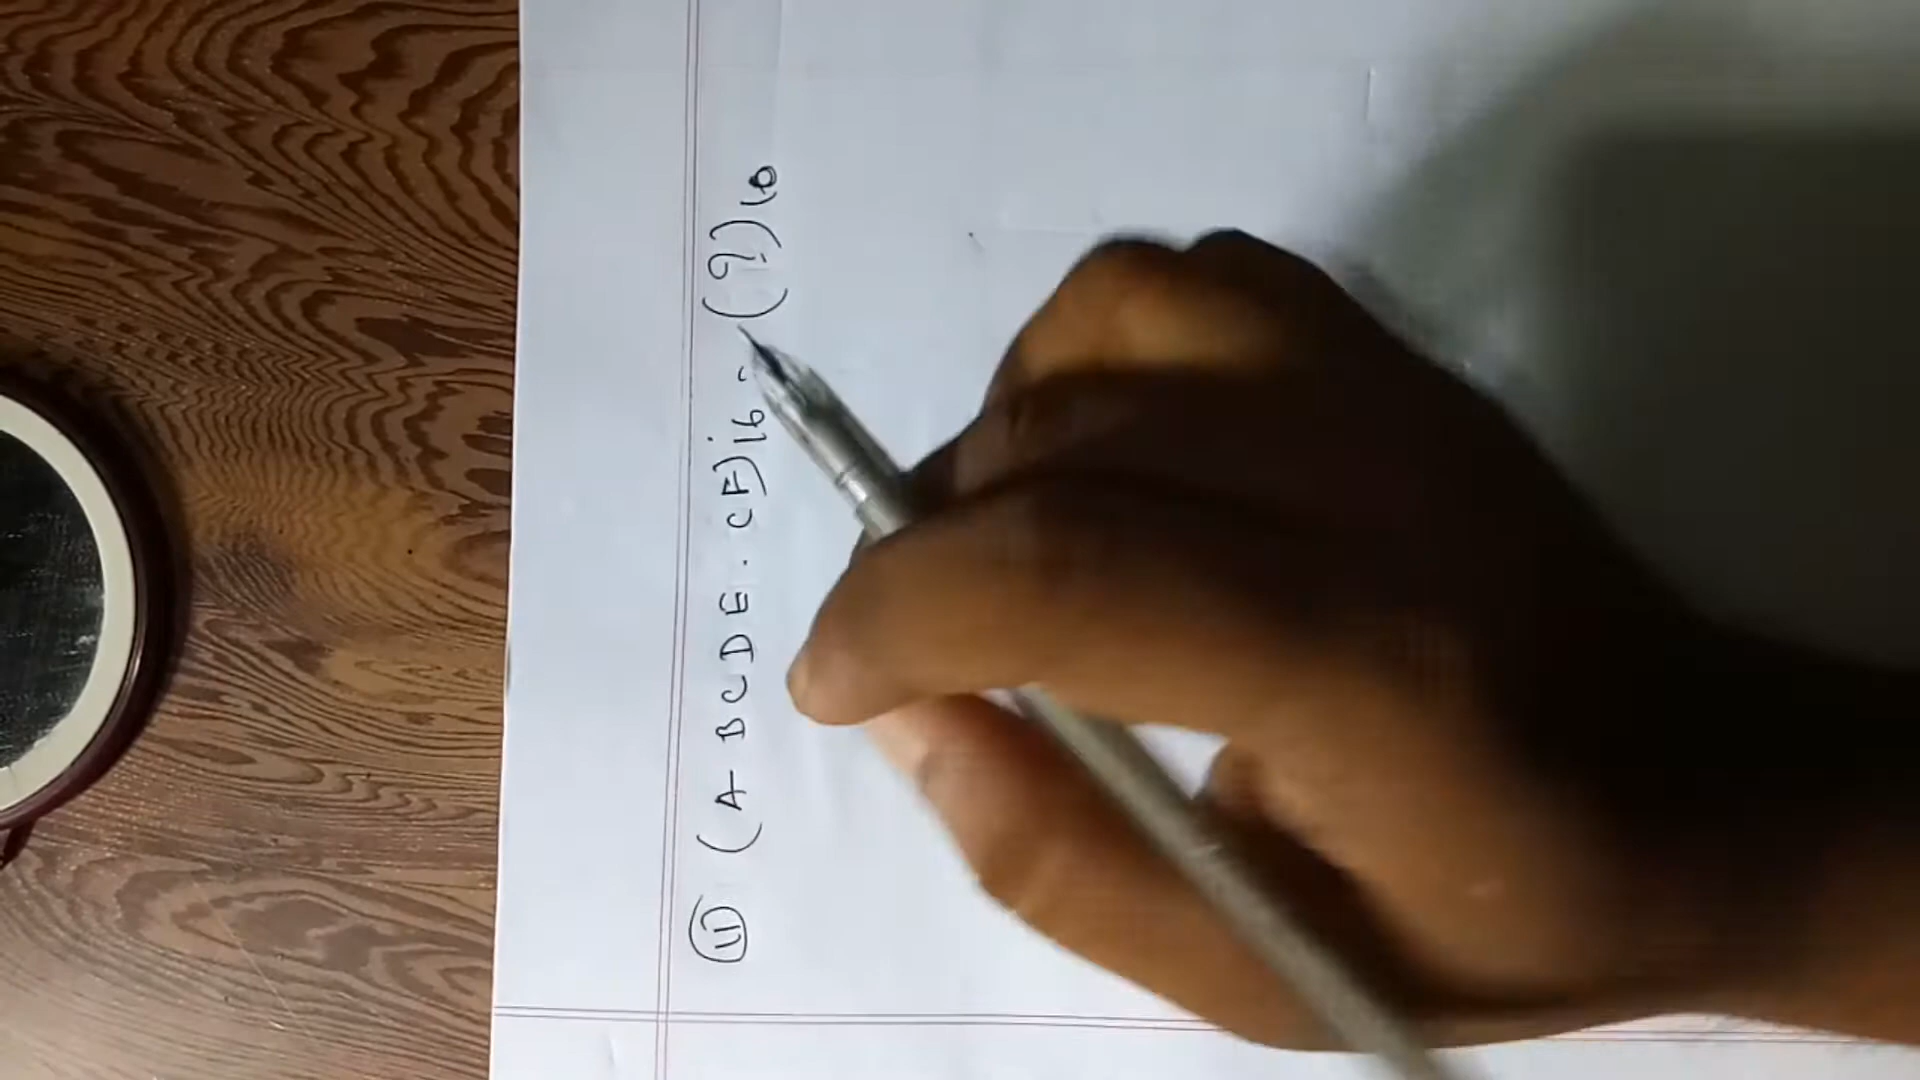 (ii) (ABCDE.CF)16 = (?)10